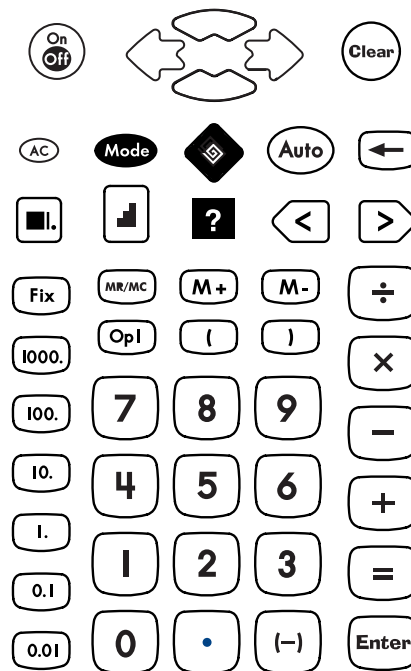 On
Off
Clear
AC
Mode
Auto
?
<
>
Fix
MR/MC
M+
M-
÷
Op1
(
)
1000.
×
100.
7
8
9
−
10.
4
5
6
+
1.
1
2
3
=
0.1
0.01
0
.
(−)
Enter